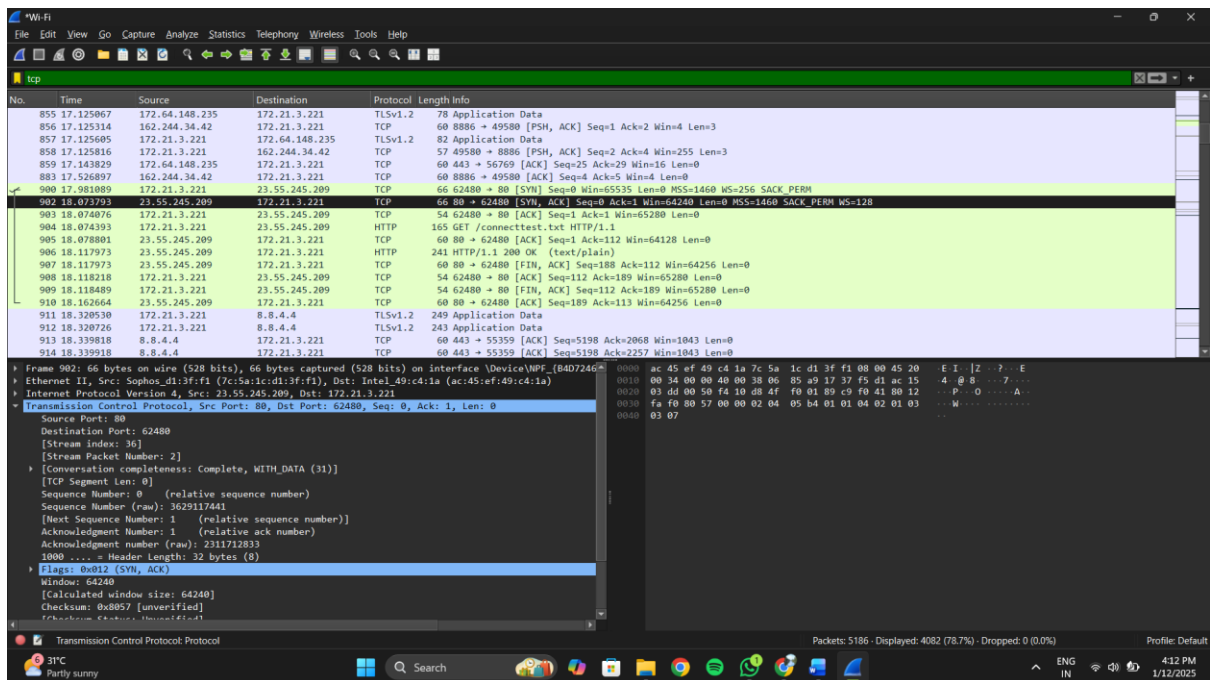 *Wi-Fi
File Edit View Go Capture Analyze Statistics Telephony Wireless Tools Help
tcp
No. Time Source Destination Protocol Length Info
855 17.125067 172.64.148.235 172.21.3.221 TLSv1.2 78 Application Data
856 17.125314 162.244.34.42 172.21.3.221 TCP 60 8886 → 49580 [PSH, ACK] Seq=1 Ack=2 Win=4 Len=3
857 17.125605 172.21.3.221 172.64.148.235 TLSv1.2 82 Application Data
858 17.125816 172.21.3.221 162.244.34.42 TCP 57 49580 → 8886 [PSH, ACK] Seq=2 Ack=4 Win=255 Len=3
859 17.143829 172.64.148.235 172.21.3.221 TCP 60 443 → 56769 [ACK] Seq=25 Ack=29 Win=16 Len=0
883 17.526897 162.244.34.42 172.21.3.221 TCP 60 8886 → 49580 [ACK] Seq=4 Ack=5 Win=4 Len=0
900 17.981089 172.21.3.221 23.55.245.209 TCP 66 62480 → 80 [SYN] Seq=0 Win=65535 Len=0 MSS=1460 WS=256 SACK_PERM
902 18.073793 23.55.245.209 172.21.3.221 TCP 66 80 → 62480 [SYN, ACK] Seq=0 Ack=1 Win=64240 Len=0 MSS=1460 SACK_PERM WS=128
903 18.074076 172.21.3.221 23.55.245.209 TCP 54 62480 → 80 [ACK] Seq=1 Ack=1 Win=65280 Len=0
904 18.074393 172.21.3.221 23.55.245.209 HTTP 165 GET /connecttest.txt HTTP/1.1
905 18.078801 23.55.245.209 172.21.3.221 TCP 60 80 → 62480 [ACK] Seq=1 Ack=112 Win=64128 Len=0
906 18.117973 23.55.245.209 172.21.3.221 HTTP 241 HTTP/1.1 200 OK (text/plain)
907 18.117973 23.55.245.209 172.21.3.221 TCP 60 80 → 62480 [FIN, ACK] Seq=188 Ack=112 Win=64256 Len=0
908 18.118218 172.21.3.221 23.55.245.209 TCP 54 62480 → 80 [ACK] Seq=112 Ack=189 Win=65280 Len=0
909 18.118489 172.21.3.221 23.55.245.209 TCP 54 62480 → 80 [FIN, ACK] Seq=112 Ack=189 Win=65280 Len=0
910 18.162664 23.55.245.209 172.21.3.221 TCP 60 80 → 62480 [ACK] Seq=189 Ack=113 Win=64256 Len=0
911 18.320530 172.21.3.221 8.8.4.4 TLSv1.2 249 Application Data
912 18.320726 172.21.3.221 8.8.4.4 TLSv1.2 243 Application Data
913 18.339818 8.8.4.4 172.21.3.221 TCP 60 443 → 55359 [ACK] Seq=5198 Ack=2068 Win=1043 Len=0
914 18.339918 8.8.4.4 172.21.3.221 TCP 60 443 → 55359 [ACK] Seq=5198 Ack=2257 Win=1043 Len=0
Frame 902: 66 bytes on wire (528 bits), 66 bytes captured (528 bits) on interface \Device\NPF_{B4D7246
Ethernet II, Src: Sophos_d1:3f:f1 (7c:5a:1c:d1:3f:f1), Dst: Intel_49:c4:1a (ac:45:ef:49:c4:1a)
Internet Protocol Version 4, Src: 23.55.245.209, Dst: 172.21.3.221
Transmission Control Protocol, Src Port: 80, Dst Port: 62480, Seq: 0, Ack: 1, Len: 0
Source Port: 80
Destination Port: 62480
[Stream index: 36]
[Stream Packet Number: 2]
[Conversation completeness: Complete, WITH_DATA (31)]
[TCP Segment Len: 0]
Sequence Number: 0 (relative sequence number)
Sequence Number (raw): 3629117441
[Next Sequence Number: 1 (relative sequence number)]
Acknowledgment Number: 1 (relative ack number)
Acknowledgment number (raw): 2311712833
1000 .... = Header Length: 32 bytes (8)
Flags: 0x012 (SYN, ACK)
Window: 64240
[Calculated window size: 64240]
Checksum: 0x8057 [unverified]
[Checksum Status: Unverified]
0000 ac 45 ef 49 c4 1a 7c 5a 1c d1 3f f1 08 00 45 20 ·E·I··|Z ··?···E
0010 00 34 00 00 40 00 38 06 85 a9 17 37 f5 d1 ac 15 ·4··@·8· ···7····
0020 03 dd 00 50 f4 10 d8 4f f0 01 89 c9 f0 41 80 12 ···P···O ·····A··
0030 fa f0 80 57 00 00 02 04 05 b4 01 01 04 02 01 03 ···W···· ········
0040 03 07 ··
Transmission Control Protocol: Protocol
Packets: 5186 · Displayed: 4082 (78.7%) · Dropped: 0 (0.0%)
Profile: Default
6
31°C
Partly sunny
Search
ENG
IN
4:12 PM
1/12/2025